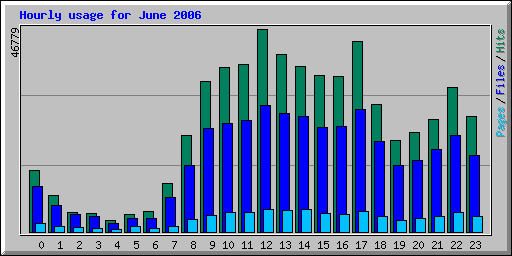 Hourly usage for June 2006
46779
Pages / Files / Hits
0 1 2 3 4 5 6 7 8 9 10 11 12 13 14 15 16 17 18 19 20 21 22 23